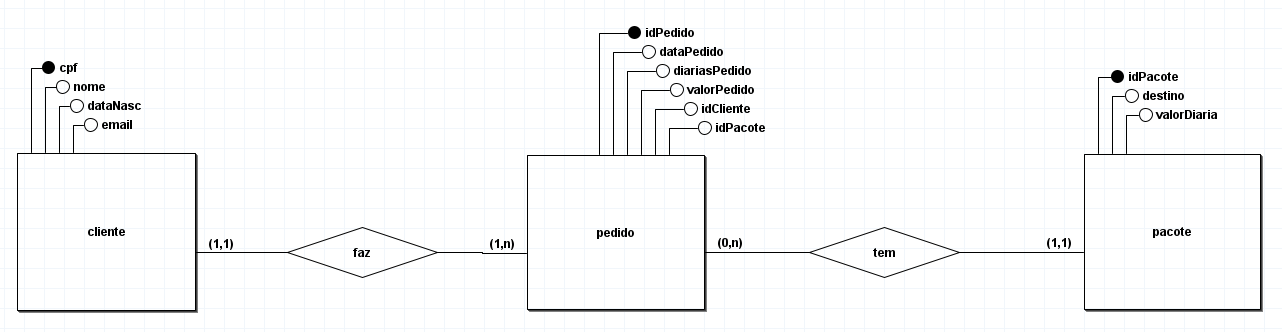 cpf
nome
dataNasc
email
cliente
(1,1)
faz
(1,n)
idPedido
dataPedido
diariasPedido
valorPedido
idCliente
idPacote
pedido
(0,n)
tem
(1,1)
idPacote
destino
valorDiaria
pacote